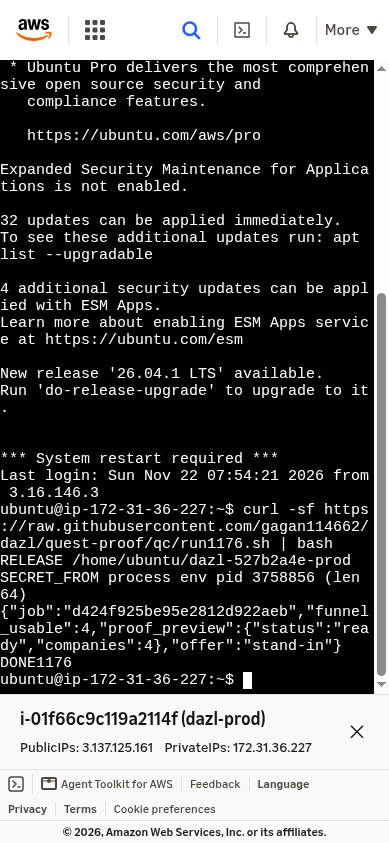 aws
More
 * Ubuntu Pro delivers the most comprehen
sive open source security and
   compliance features.
   https://ubuntu.com/aws/pro
Expanded Security Maintenance for Applica
tions is not enabled.
32 updates can be applied immediately.
To see these additional updates run: apt
list --upgradable
4 additional security updates can be appl
ied with ESM Apps.
Learn more about enabling ESM Apps servic
e at https://ubuntu.com/esm
New release '26.04.1 LTS' available.
Run 'do-release-upgrade' to upgrade to it
.
*** System restart required ***
Last login: Sun Nov 22 07:54:21 2026 from
 3.16.146.3
ubuntu@ip-172-31-36-227:~$ curl -sf https
://raw.githubusercontent.com/gagan114662/
dazl/quest-proof/qc/run1176.sh | bash
RELEASE /home/ubuntu/dazl-527b2a4e-prod
SECRET_FROM process env pid 3758856 (len
64)
{"job":"d424f925be95e2812d922aeb","funnel
_usable":4,"proof_preview":{"status":"rea
dy","companies":4},"offer":"stand-in"}
DONE1176
ubuntu@ip-172-31-36-227:~$
i-01f66c9c119a2114f (dazl-prod)
PublicIPs: 3.137.125.161 PrivateIPs: 172.31.36.227
Agent Toolkit for AWS Feedback Language
Privacy Terms Cookie preferences
© 2026, Amazon Web Services, Inc. or its affiliates.